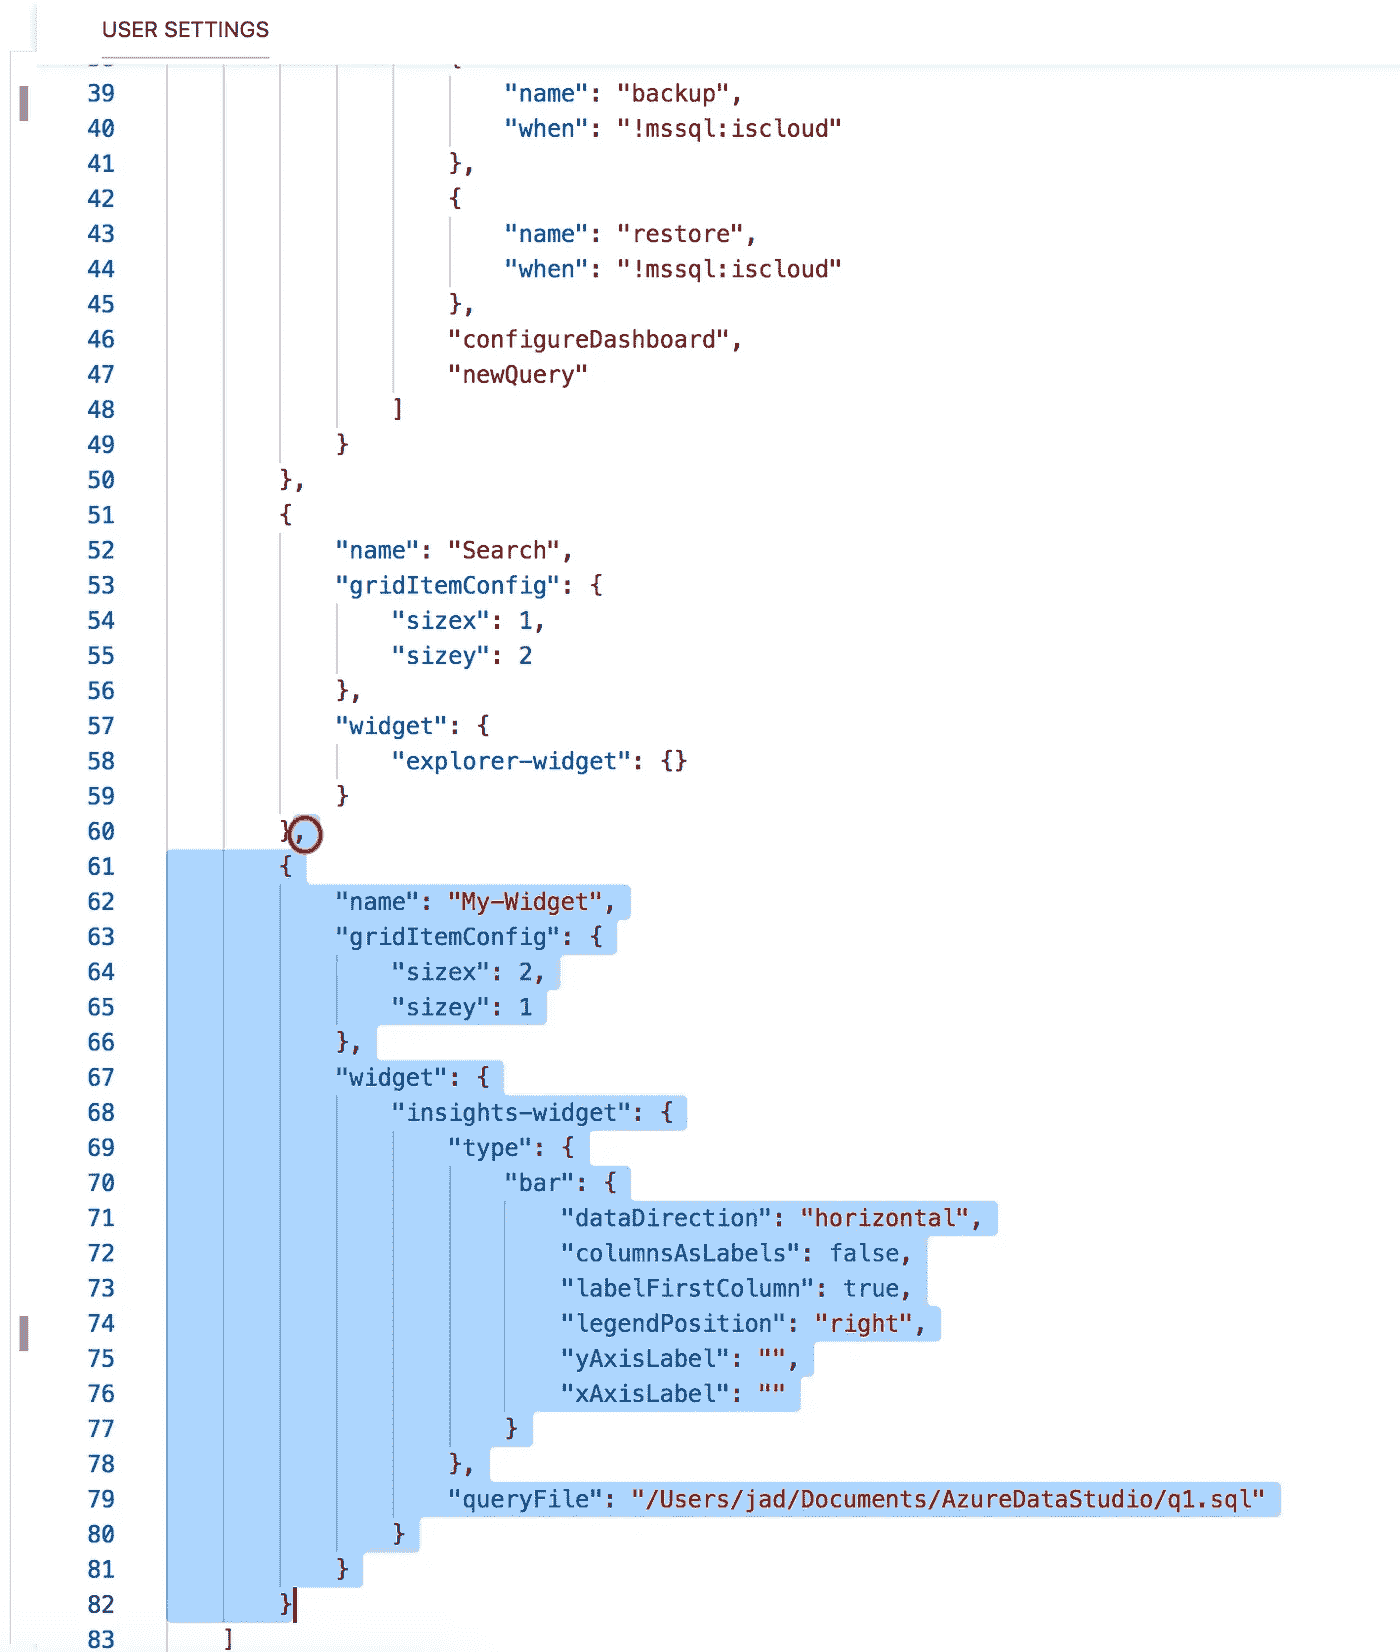 USER SETTINGS
39 "name": "backup",
40 "when": "!mssql:iscloud"
41 },
42 {
43 "name": "restore",
44 "when": "!mssql:iscloud"
45 },
46 "configureDashboard",
47 "newQuery"
48 ]
49 }
50 },
51 {
52 "name": "Search",
53 "gridItemConfig": {
54 "sizex": 1,
55 "sizey": 2
56 },
57 "widget": {
58 "explorer-widget": {}
59 }
60 },
61 {
62 "name": "My-Widget",
63 "gridItemConfig": {
64 "sizex": 2,
65 "sizey": 1
66 },
67 "widget": {
68 "insights-widget": {
69 "type": {
70 "bar": {
71 "dataDirection": "horizontal",
72 "columnsAsLabels": false,
73 "labelFirstColumn": true,
74 "legendPosition": "right",
75 "yAxisLabel": "",
76 "xAxisLabel": ""
77 }
78 },
79 "queryFile": "/Users/jad/Documents/AzureDataStudio/q1.sql"
80 }
81 }
82 }
83 ]